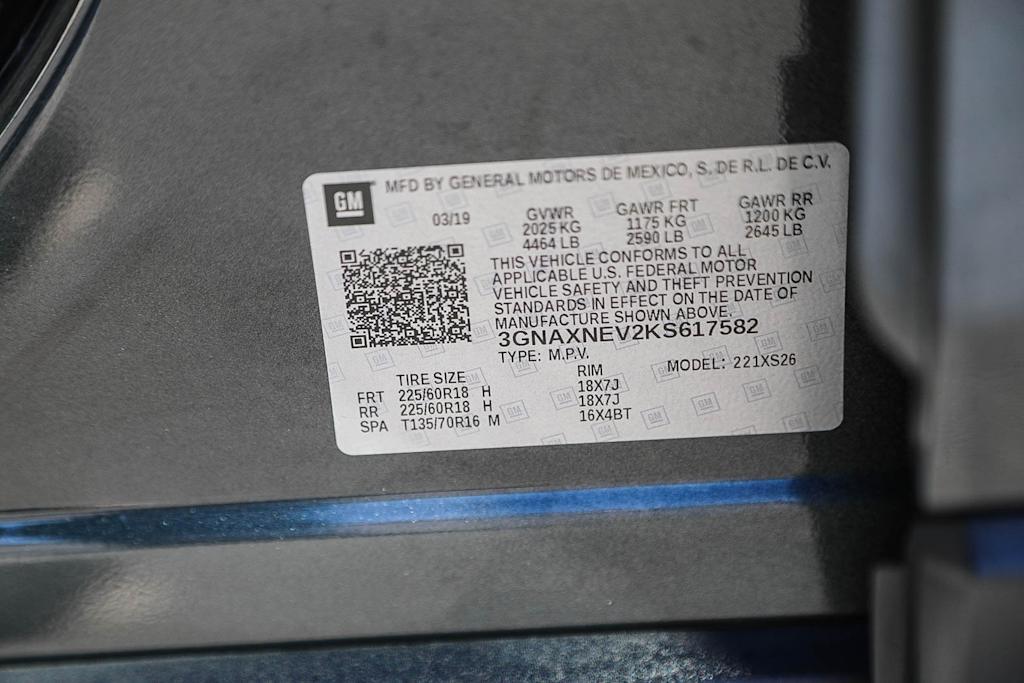 GM
MFD BY GENERAL MOTORS DE MEXICO, S. DE R.L. DE C.V.
03/19 GVWR GAWR FRT GAWR RR
2025 KG 1175 KG 1200 KG
4464 LB 2590 LB 2645 LB
THIS VEHICLE CONFORMS TO ALL
APPLICABLE U.S. FEDERAL MOTOR
VEHICLE SAFETY AND THEFT PREVENTION
STANDARDS IN EFFECT ON THE DATE OF
MANUFACTURE SHOWN ABOVE.
3GNAXNEV2KS617582
TYPE: M.P.V. MODEL: 221XS26
TIRE SIZE RIM
FRT 225/60R18 H 18X7J
RR 225/60R18 H 18X7J
SPA T135/70R16 M 16X4BT